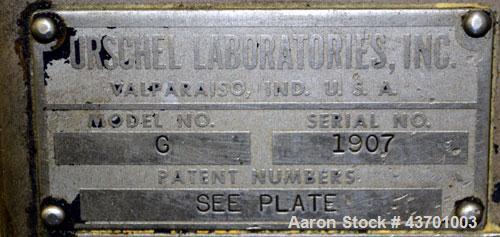 URSCHEL LABORATORIES, INC.
VALPARAISO, IND. U. S. A.
MODEL NO. SERIAL NO.
G 1907
PATENT NUMBERS
SEE PLATE
Aaron Stock # 43701003